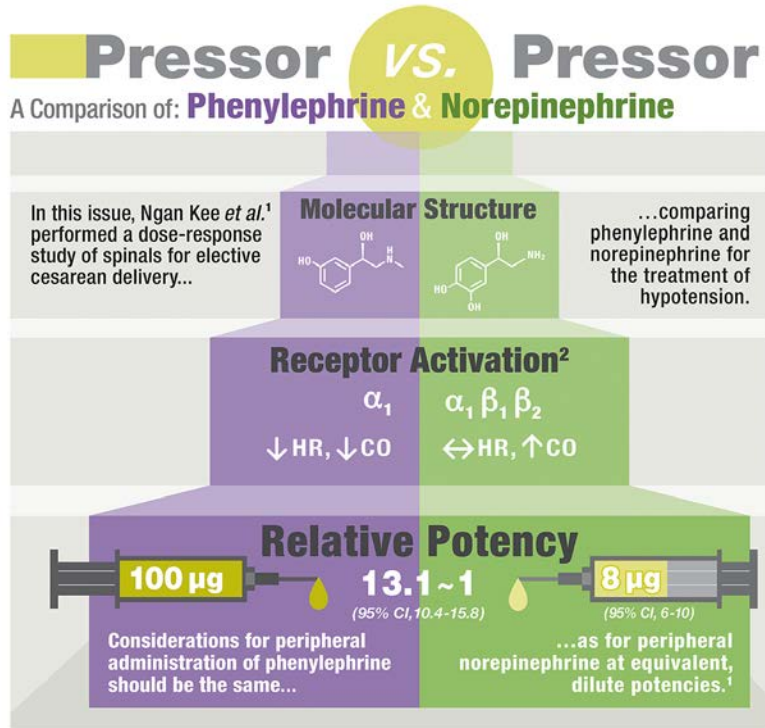 Pressor vs. Pressor
A Comparison of: Phenylephrine & Norepinephrine
In this issue, Ngan Kee et al.¹
performed a dose-response
study of spinals for elective
cesarean delivery...
Molecular Structure
OH
HO
H
N
OH
NH₂
HO
OH
...comparing
phenylephrine and
norepinephrine for
the treatment of
hypotension.
Receptor Activation²
α₁
α₁ β₁ β₂
↓HR, ↓CO
↔HR, ↑CO
Relative Potency
100 µg
13.1~1
(95% CI,10.4-15.8)
8 µg
(95% CI, 6-10)
Considerations for peripheral
administration of phenylephrine
should be the same...
...as for peripheral
norepinephrine at equivalent,
dilute potencies.¹